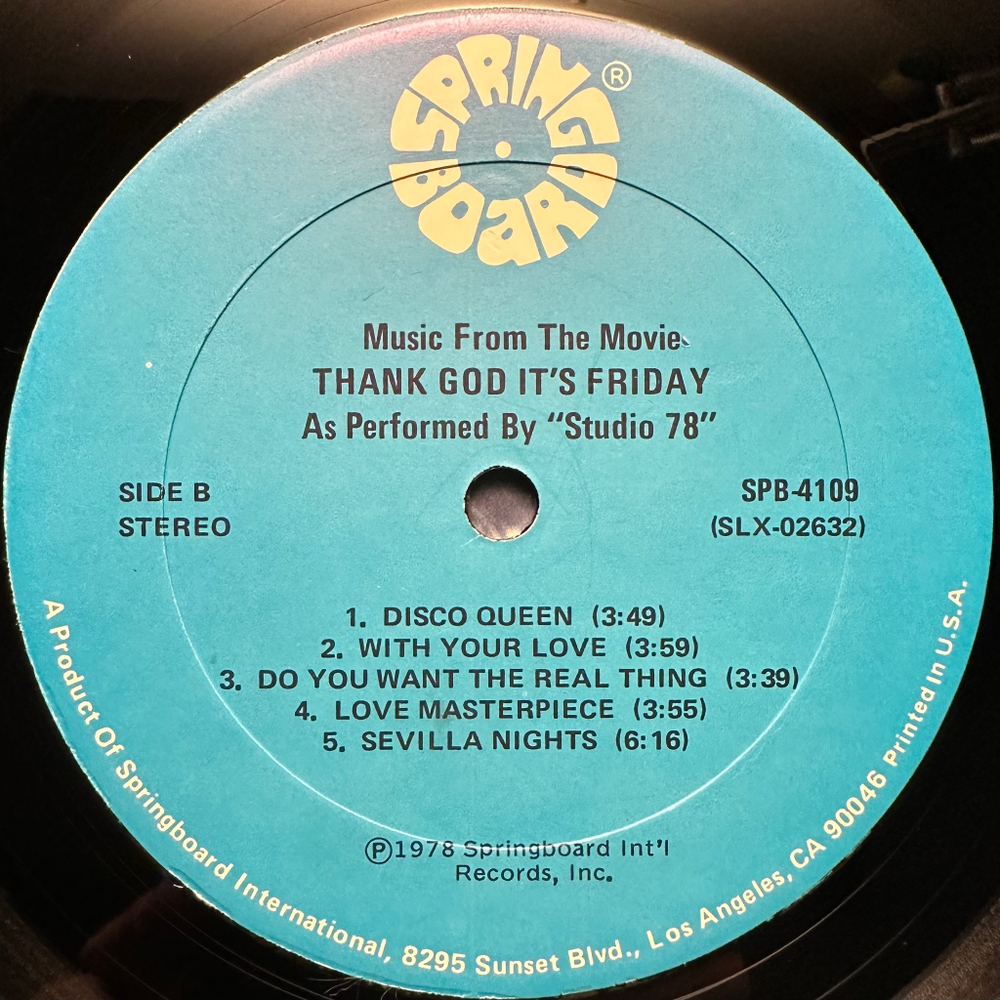 SPRING
BOARD
®
Music From The Movie
THANK GOD IT'S FRIDAY
As Performed By "Studio 78"
SIDE B
STEREO
SPB-4109
(SLX-02632)
1. DISCO QUEEN (3:49)
2. WITH YOUR LOVE (3:59)
3. DO YOU WANT THE REAL THING (3:39)
4. LOVE MASTERPIECE (3:55)
5. SEVILLA NIGHTS (6:16)
℗1978 Springboard Int'l
Records, Inc.
A Product Of Springboard International, 8295 Sunset Blvd., Los Angeles, CA 90046 Printed In U.S.A.